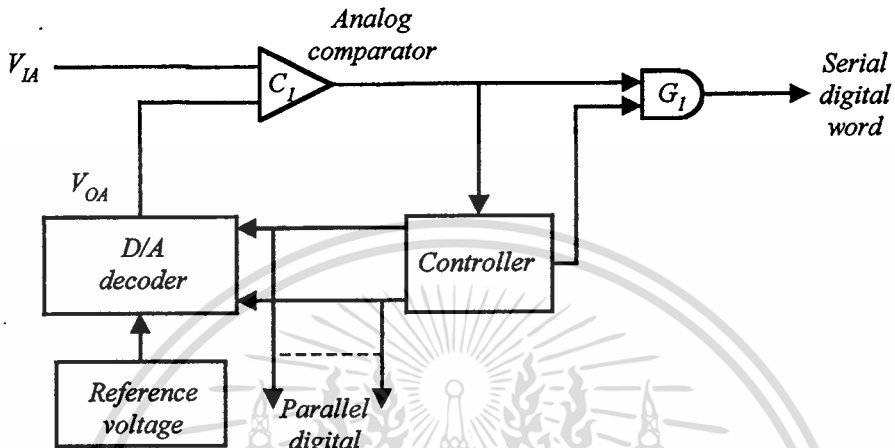 Analog
comparator
V_IA
C_1
G_1
Serial
digital
word
V_OA
D/A
decoder
Controller
Reference
voltage
Parallel
digital